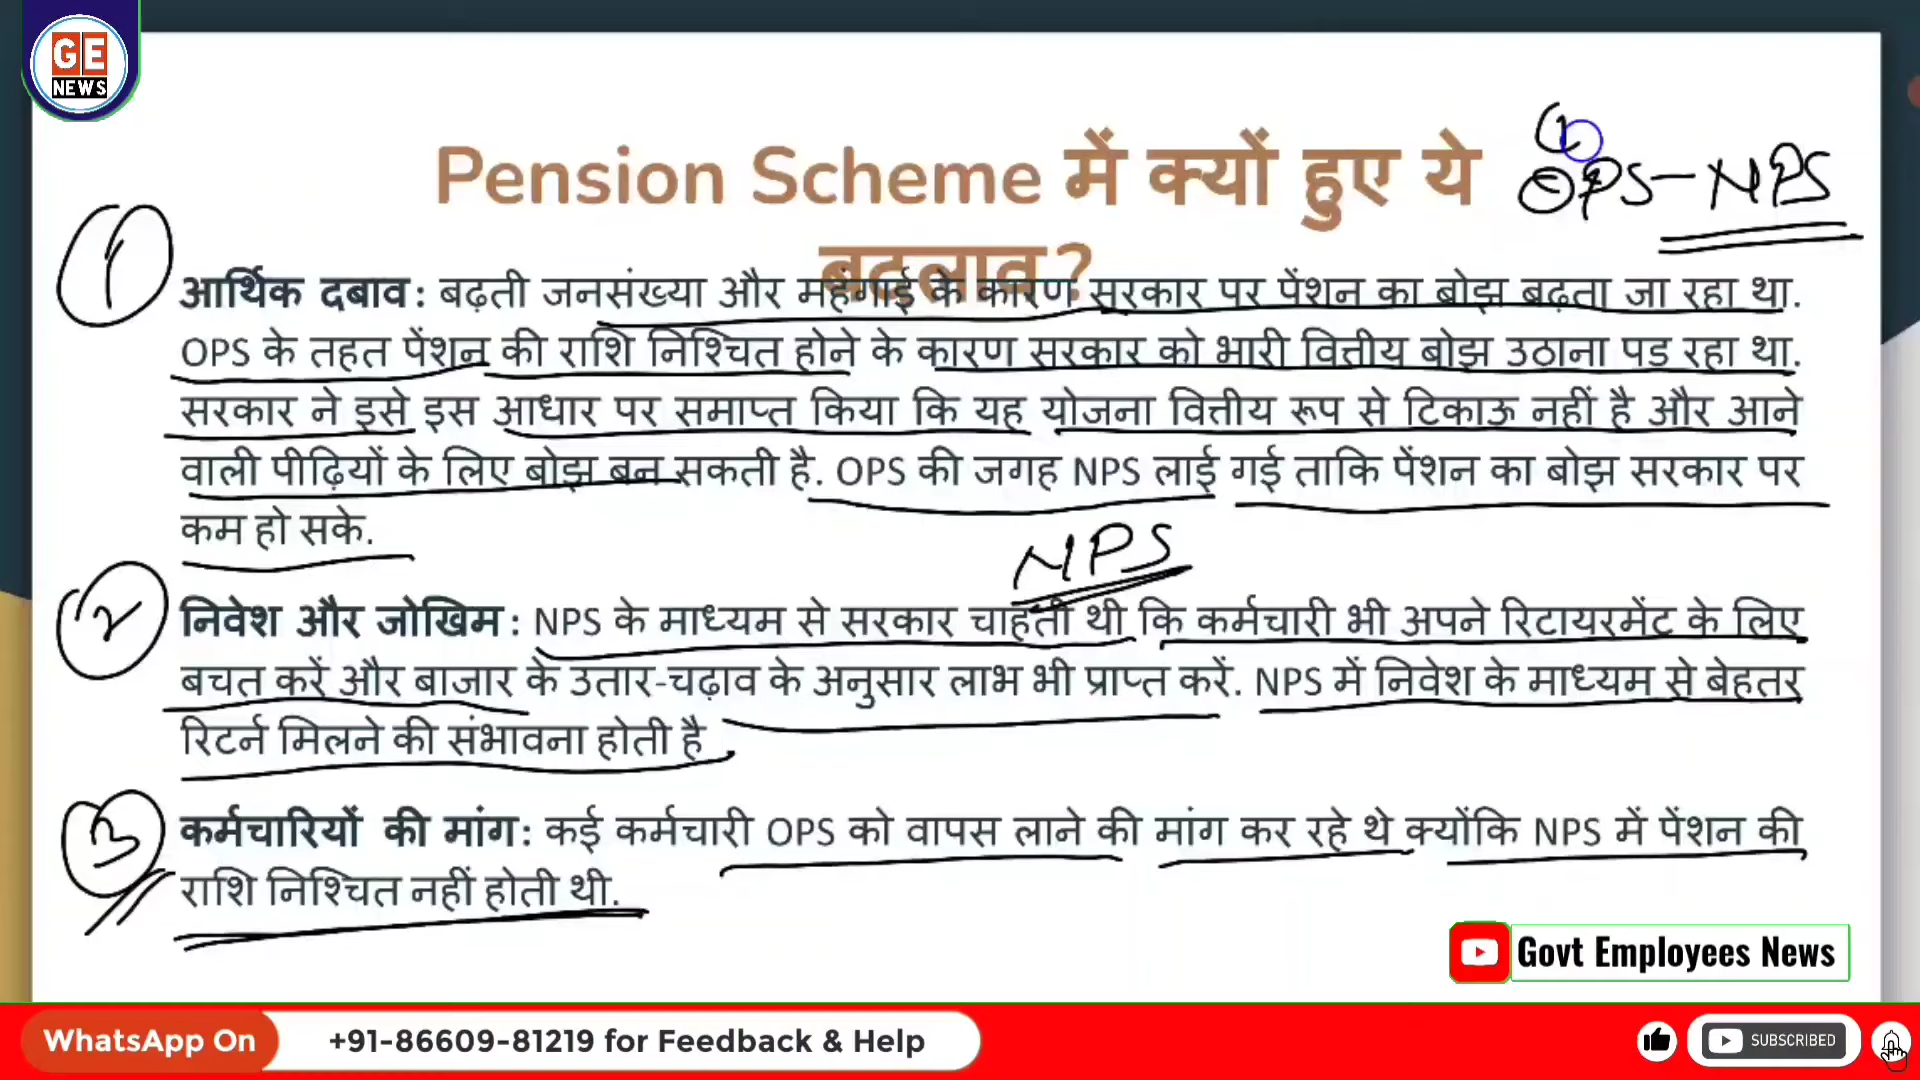 GE
NEWS
Pension Scheme में क्यों हुए ये
बदलाव?
1
OPS-NPS
1
आर्थिक दबाव: बढ़ती जनसंख्या और महंगाई के कारण सरकार पर पेंशन का बोझ बढ़ता जा रहा था.
OPS के तहत पेंशन की राशि निश्चित होने के कारण सरकार को भारी वित्तीय बोझ उठाना पड रहा था.
सरकार ने इसे इस आधार पर समाप्त किया कि यह योजना वित्तीय रूप से टिकाऊ नहीं है और आने
वाली पीढ़ियों के लिए बोझ बन सकती है. OPS की जगह NPS लाई गई ताकि पेंशन का बोझ सरकार पर
कम हो सके.
NPS
2
निवेश और जोखिम: NPS के माध्यम से सरकार चाहती थी कि कर्मचारी भी अपने रिटायरमेंट के लिए
बचत करें और बाजार के उतार-चढ़ाव के अनुसार लाभ भी प्राप्त करें. NPS में निवेश के माध्यम से बेहतर
रिटर्न मिलने की संभावना होती है
3
कर्मचारियों की मांग: कई कर्मचारी OPS को वापस लाने की मांग कर रहे थे क्योंकि NPS में पेंशन की
राशि निश्चित नहीं होती थी.
Govt Employees News
WhatsApp On +91-86609-81219 for Feedback & Help
SUBSCRIBED